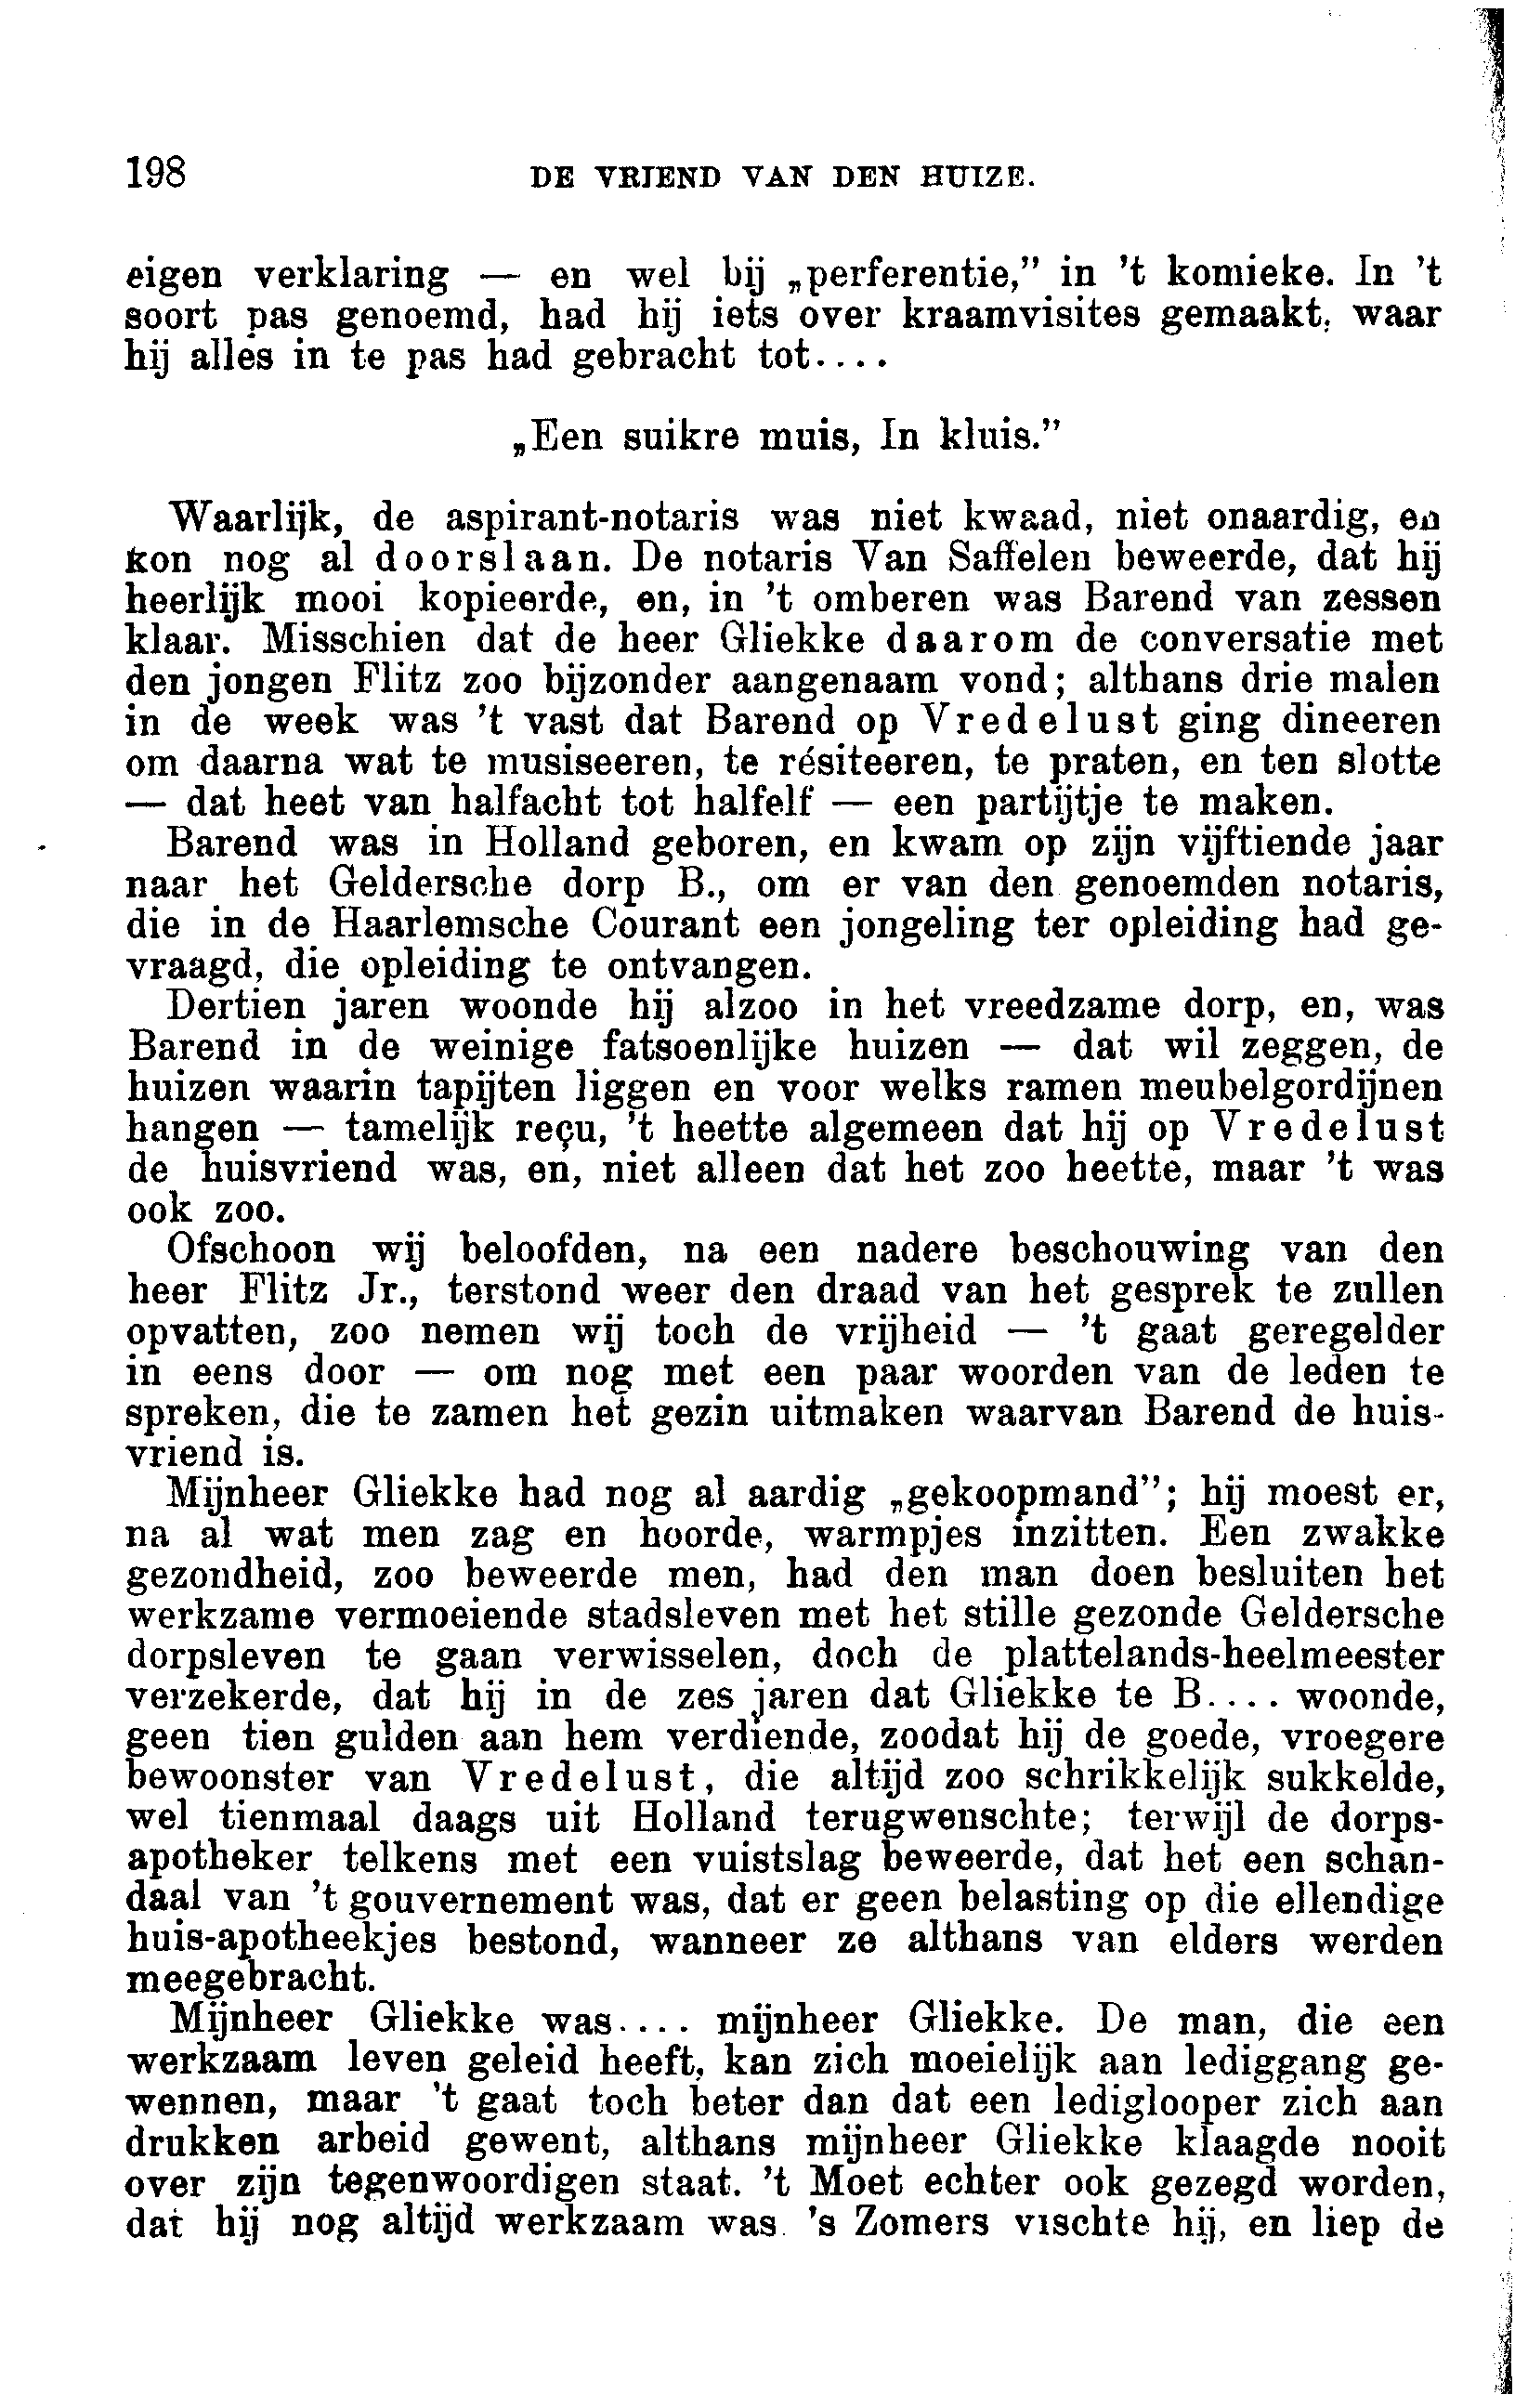 198 DE VRIEND VAN DEN HUIZE.
eigen verklaring — en wel bij „perferentie,” in 't komieke. In 't
soort pas genoemd, had hij iets over kraamvisites gemaakt, waar
hij alles in te pas had gebracht tot....
„Een suikre muis, In kluis.”
Waarlijk, de aspirant-notaris was niet kwaad, niet onaardig, en
kon nog al doorslaan. De notaris Van Saffelen beweerde, dat hij
heerlijk mooi kopieerde, en, in 't omberen was Barend van zessen
klaar. Misschien dat de heer Gliekke daarom de conversatie met
den jongen Flitz zoo bijzonder aangenaam vond; althans drie malen
in de week was 't vast dat Barend op Vredelust ging dineeren
om daarna wat te musiseeren, te résiteeren, te praten, en ten slotte
— dat heet van halfacht tot halfelf — een partijtje te maken.
Barend was in Holland geboren, en kwam op zijn vijftiende jaar
naar het Geldersche dorp B., om er van den genoemden notaris,
die in de Haarlemsche Courant een jongeling ter opleiding had ge-
vraagd, die opleiding te ontvangen.
Dertien jaren woonde hij alzoo in het vreedzame dorp, en, was
Barend in de weinige fatsoenlijke huizen — dat wil zeggen, de
huizen waarin tapijten liggen en voor welks ramen meubelgordijnen
hangen — tamelijk reçu, 't heette algemeen dat hij op Vredelust
de huisvriend was, en, niet alleen dat het zoo heette, maar 't was
ook zoo.
Ofschoon wij beloofden, na een nadere beschouwing van den
heer Flitz Jr., terstond weer den draad van het gesprek te zullen
opvatten, zoo nemen wij toch de vrijheid — 't gaat geregelder
in eens door — om nog met een paar woorden van de leden te
spreken, die te zamen het gezin uitmaken waarvan Barend de huis-
vriend is.
Mijnheer Gliekke had nog al aardig „gekoopmand”; hij moest er,
na al wat men zag en hoorde, warmpjes inzitten. Een zwakke
gezondheid, zoo beweerde men, had den man doen besluiten het
werkzame vermoeiende stadsleven met het stille gezonde Geldersche
dorpsleven te gaan verwisselen, doch de plattelands-heelmeester
verzekerde, dat hij in de zes jaren dat Gliekke te B.... woonde,
geen tien gulden aan hem verdiende, zoodat hij de goede, vroegere
bewoonster van Vredelust, die altijd zoo schrikkelijk sukkelde,
wel tienmaal daags uit Holland terugwenschte; terwijl de dorps-
apotheker telkens met een vuistslag beweerde, dat het een schan-
daal van 't gouvernement was, dat er geen belasting op die ellendige
huis-apotheekjes bestond, wanneer ze althans van elders werden
meegebracht.
Mijnheer Gliekke was.... mijnheer Gliekke. De man, die een
werkzaam leven geleid heeft, kan zich moeielijk aan lediggang ge-
wennen, maar 't gaat toch beter dan dat een lediglooper zich aan
drukken arbeid gewent, althans mijnheer Gliekke klaagde nooit
over zijn tegenwoordigen staat. 't Moet echter ook gezegd worden,
dat hij nog altijd werkzaam was. 's Zomers vischte hij, en liep de